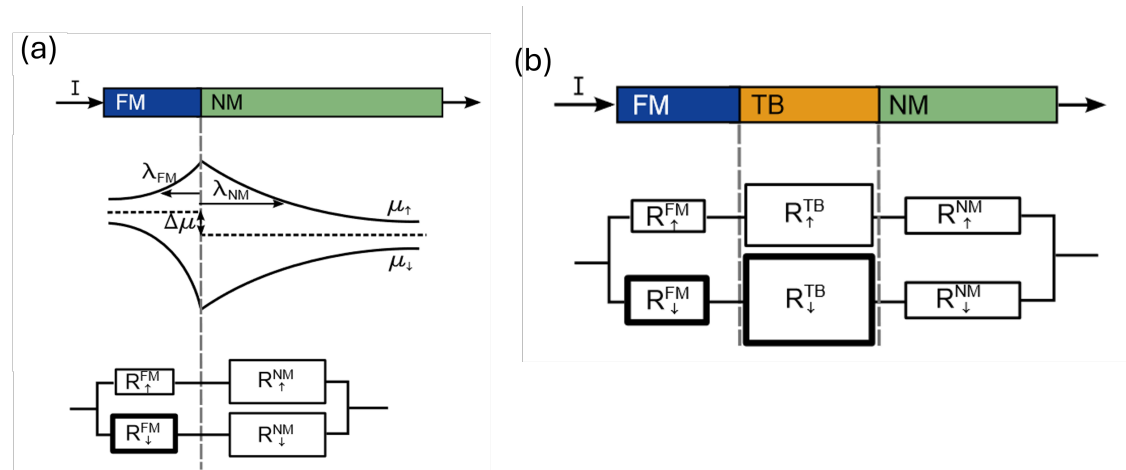 (a)
I
FM NM
λFM
λNM
μ↑
Δμ
μ↓
R↑FM R↑NM
R↓FM R↓NM
(b)
I
FM TB NM
R↑FM R↑TB R↑NM
R↓FM R↓TB R↓NM